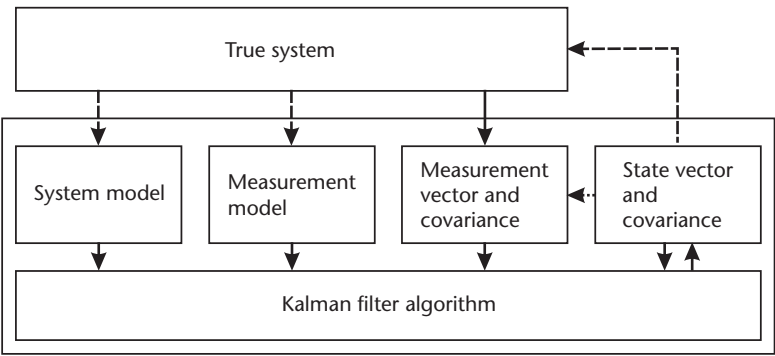 True system
System model
Measurement
model
Measurement
vector and
covariance
State vector
and
covariance
Kalman filter algorithm